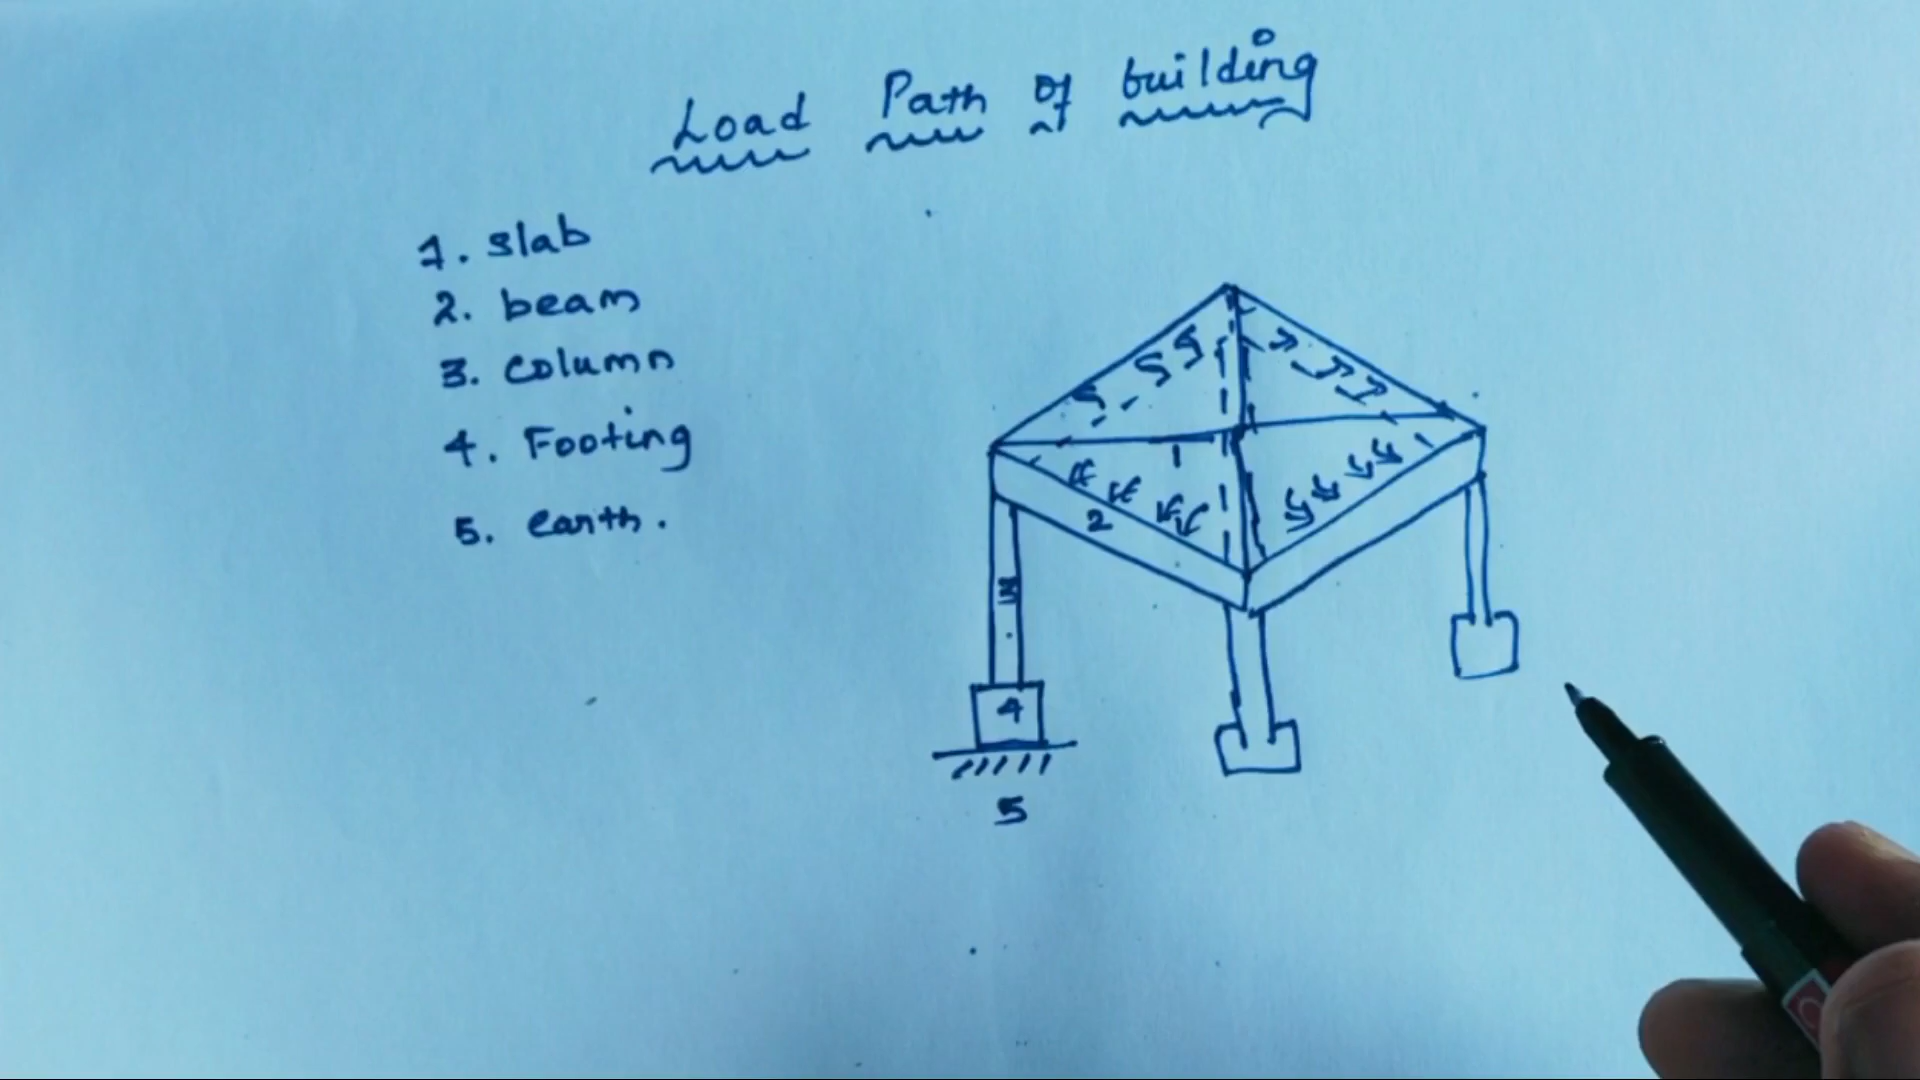 Load Path of building
1. slab
2. beam
3. column
4. Footing
5. earth.
1
2
3
4
5